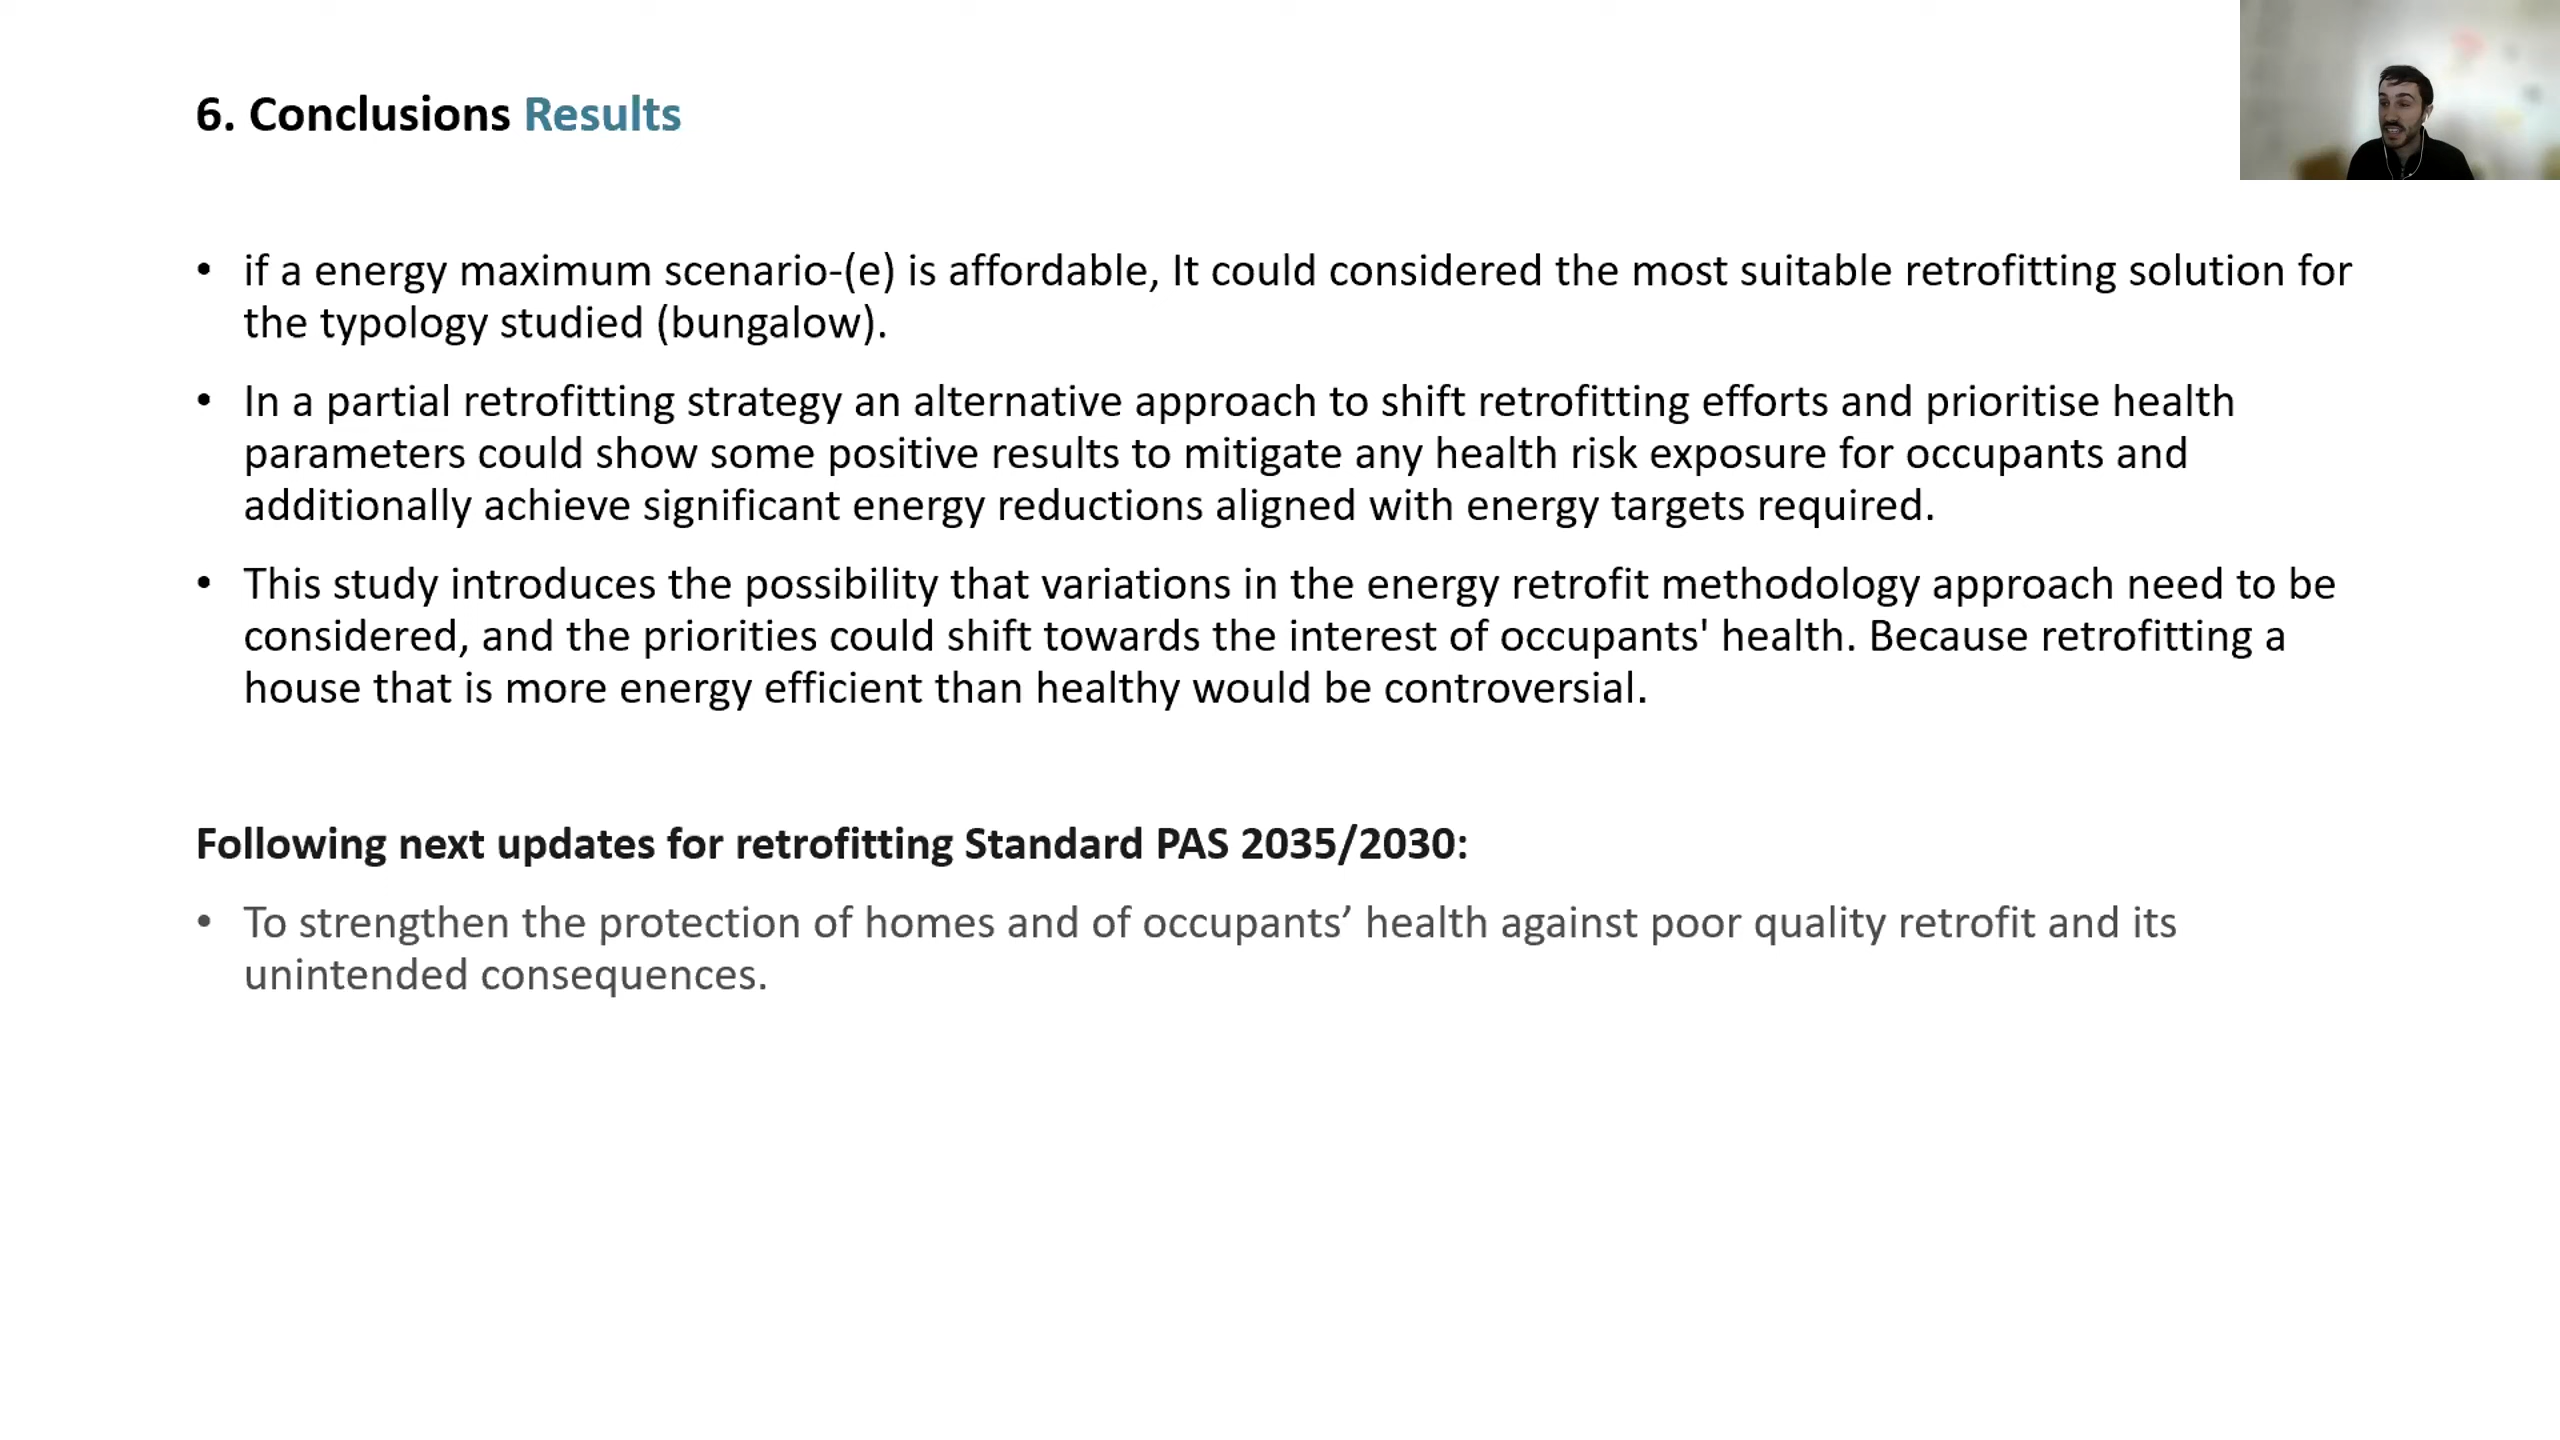 6. Conclusions Results
• if a energy maximum scenario-(e) is affordable, It could considered the most suitable retrofitting solution for
the typology studied (bungalow).
• In a partial retrofitting strategy an alternative approach to shift retrofitting efforts and prioritise health
parameters could show some positive results to mitigate any health risk exposure for occupants and
additionally achieve significant energy reductions aligned with energy targets required.
• This study introduces the possibility that variations in the energy retrofit methodology approach need to be
considered, and the priorities could shift towards the interest of occupants' health. Because retrofitting a
house that is more energy efficient than healthy would be controversial.
Following next updates for retrofitting Standard PAS 2035/2030:
• To strengthen the protection of homes and of occupants’ health against poor quality retrofit and its
unintended consequences.